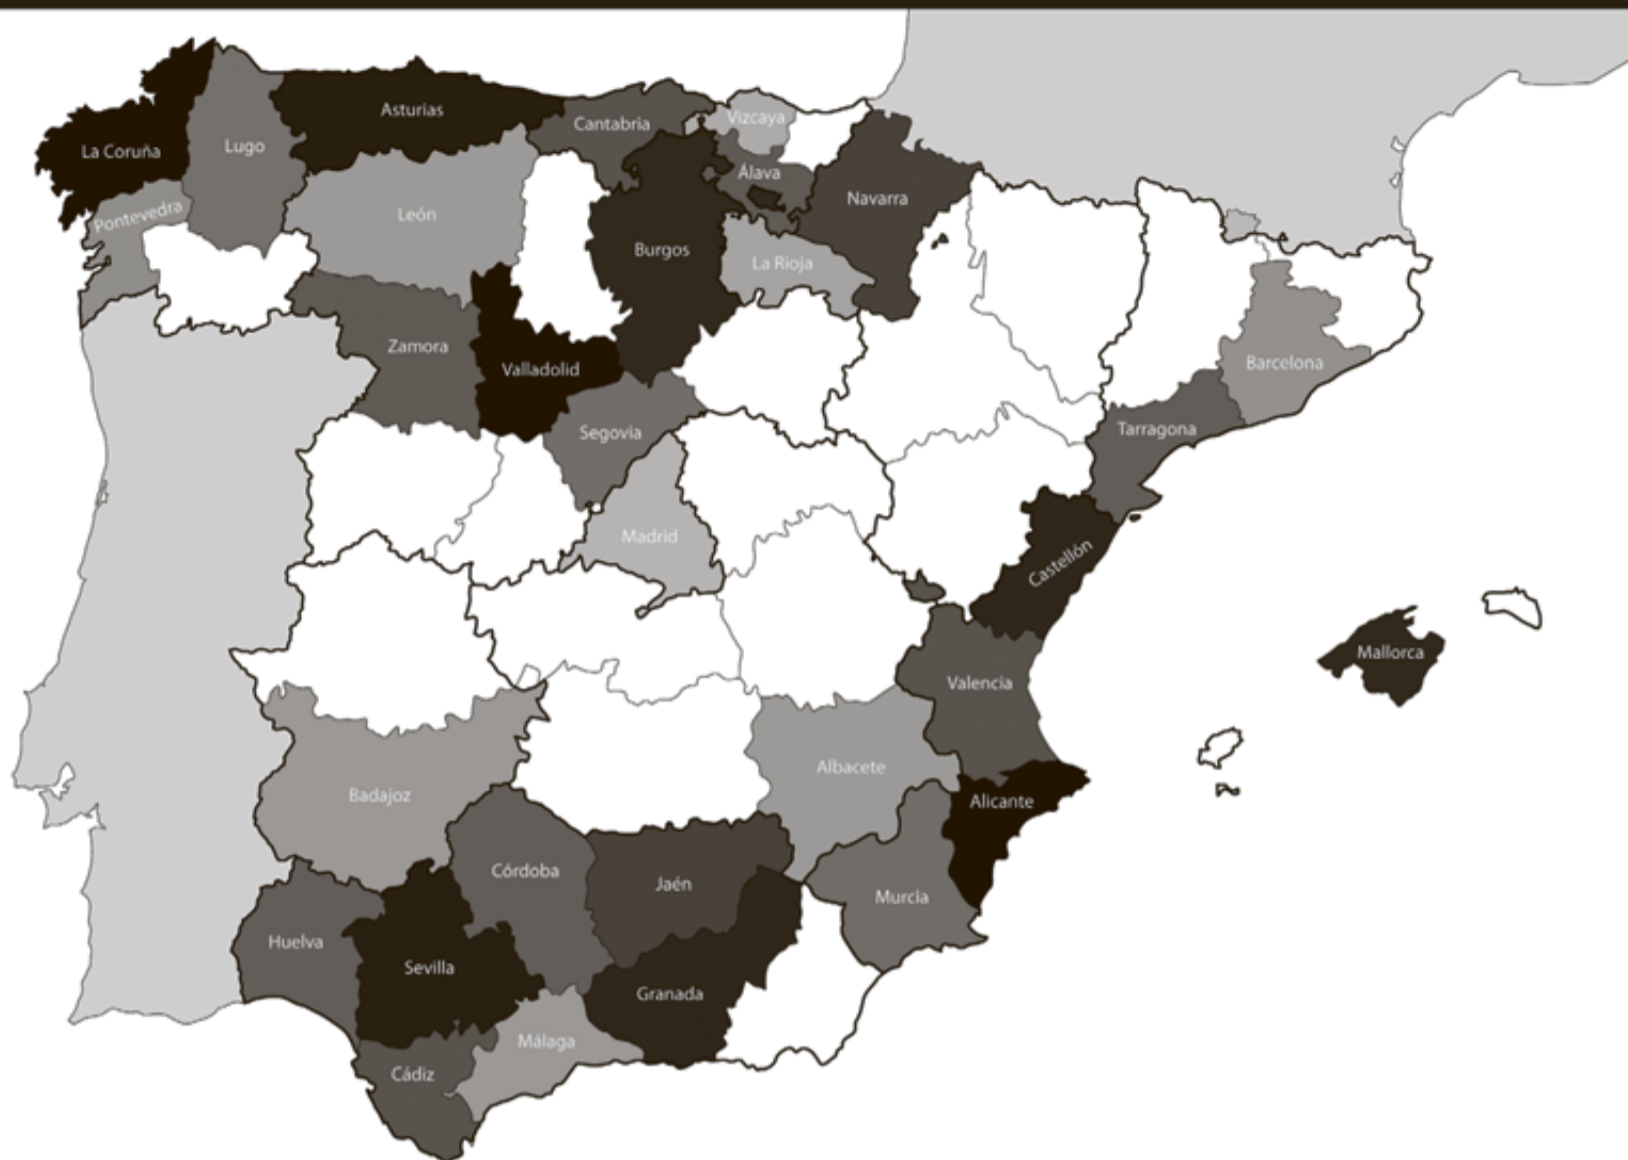 Asturias
Vizcaya
Cantabria
La Coruña
Lugo
Álava
Navarra
Pontevedra
León
Burgos
La Rioja
Zamora
Valladolid
Barcelona
Segovia
Tarragona
Madrid
Castellón
Mallorca
Valencia
Albacete
Badajoz
Alicante
Córdoba
Jaén
Murcia
Huelva
Sevilla
Granada
Málaga
Cádiz